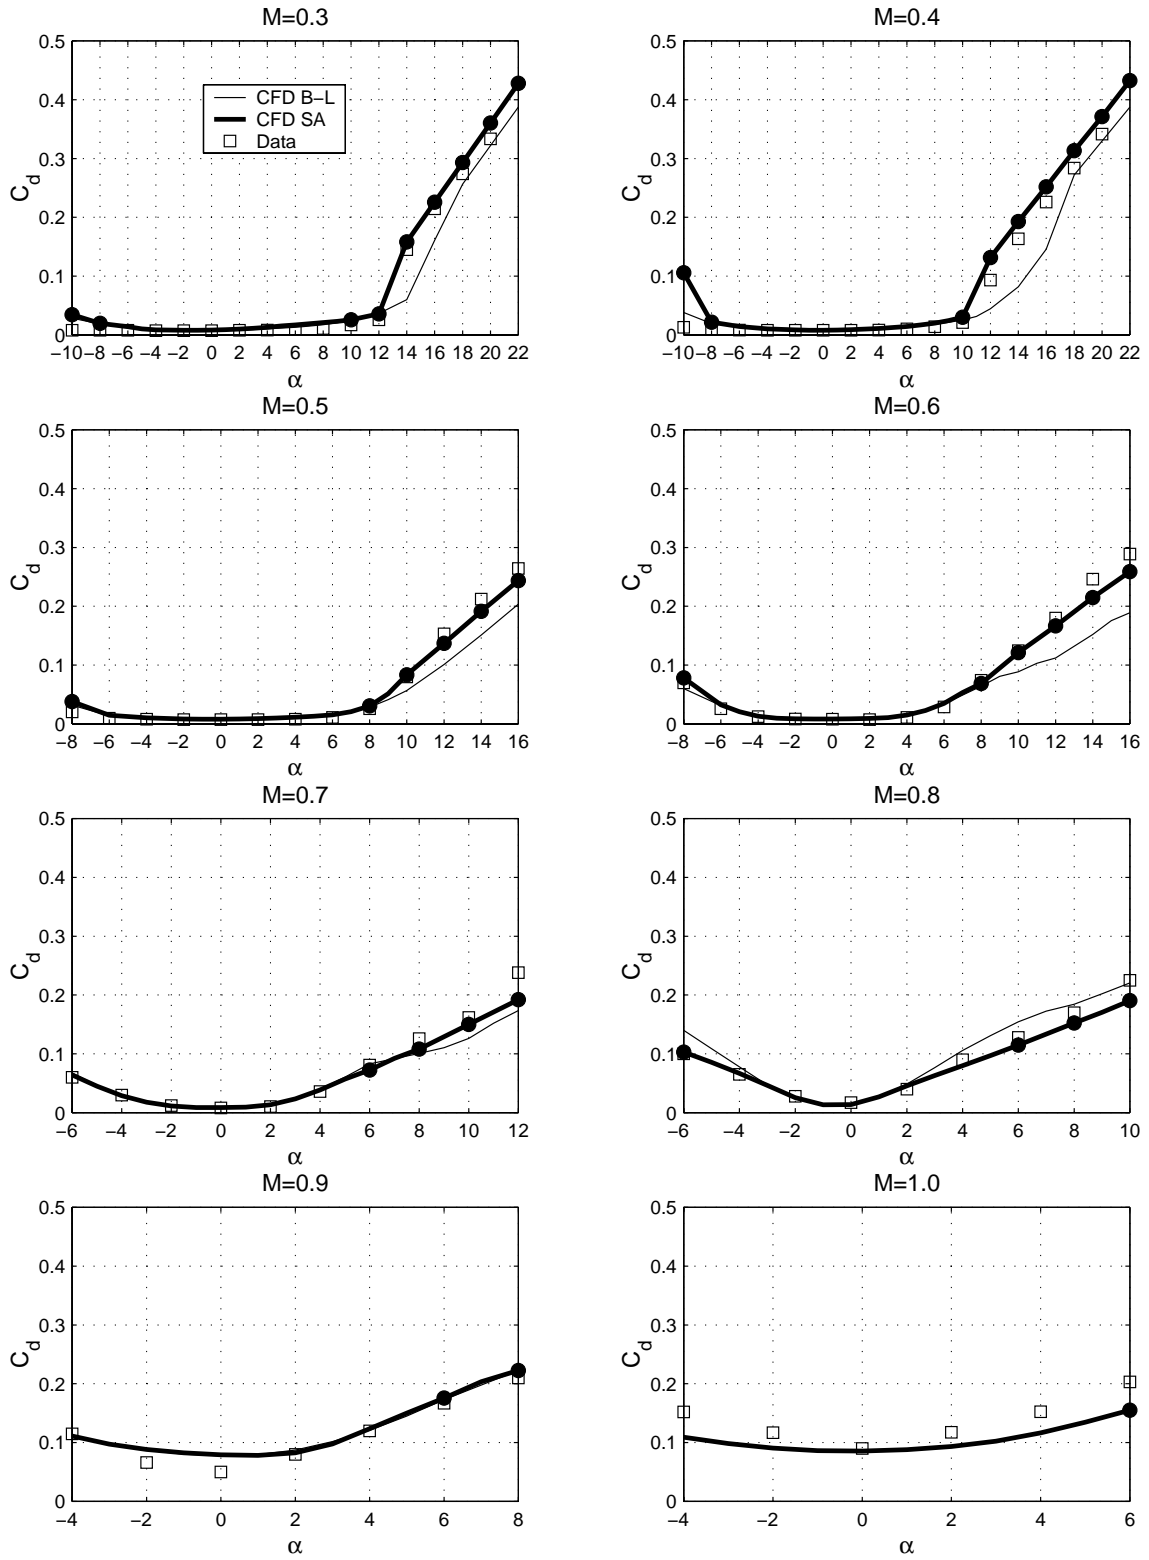 M=0.3
0.5
0.4
0.3
0.2
0.1
0
C_d
CFD B−L
CFD SA
Data
−10 −8 −6 −4 −2 0 2 4 6 8 10 12 14 16 18 20 22
α
M=0.4
0.5
0.4
0.3
0.2
0.1
0
C_d
−10 −8 −6 −4 −2 0 2 4 6 8 10 12 14 16 18 20 22
α
M=0.5
0.5
0.4
0.3
0.2
0.1
0
C_d
−8 −6 −4 −2 0 2 4 6 8 10 12 14 16
α
M=0.6
0.5
0.4
0.3
0.2
0.1
0
C_d
−8 −6 −4 −2 0 2 4 6 8 10 12 14 16
α
M=0.7
0.5
0.4
0.3
0.2
0.1
0
C_d
−6 −4 −2 0 2 4 6 8 10 12
α
M=0.8
0.5
0.4
0.3
0.2
0.1
0
C_d
−6 −4 −2 0 2 4 6 8 10
α
M=0.9
0.5
0.4
0.3
0.2
0.1
0
C_d
−4 −2 0 2 4 6 8
α
M=1.0
0.5
0.4
0.3
0.2
0.1
0
C_d
−4 −2 0 2 4 6
α